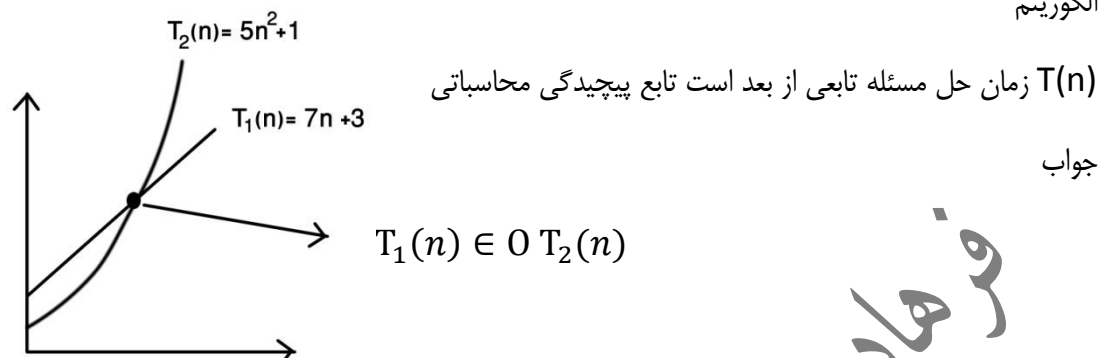 الگوریتم
T₂(n)= 5n²+1
T(n) زمان حل مسئله تابعی از بعد است تابع پیچیدگی محاسباتی
T₁(n)= 7n +3
جواب
T₁(n) ∈ O T₂(n)